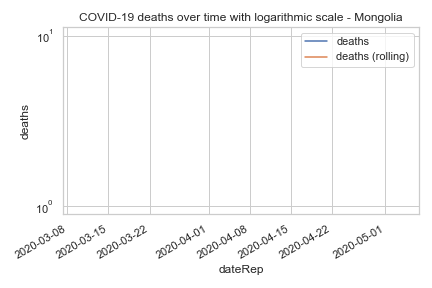 COVID-19 deaths over time with logarithmic scale - Mongolia
deaths
deaths (rolling)
10¹
10⁰
deaths
2020-03-08
2020-03-15
2020-03-22
2020-04-01
2020-04-08
2020-04-15
2020-04-22
2020-05-01
dateRep